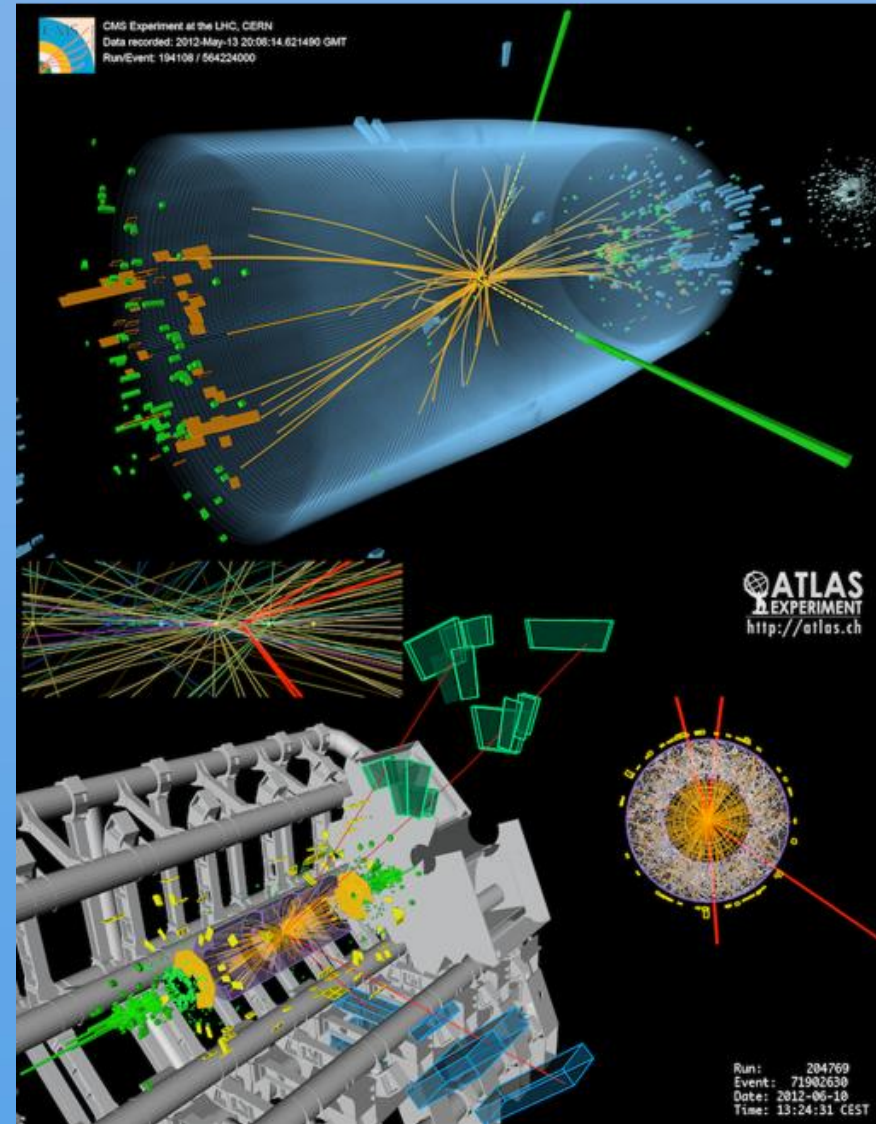 CMS
CMS Experiment at the LHC, CERN
Data recorded: 2012-May-13 20:08:14.621490 GMT
Run/Event: 194108 / 564224000
ATLAS
EXPERIMENT
http://atlas.ch
Run: 204769
Event: 71902630
Date: 2012-06-10
Time: 13:24:31 CEST